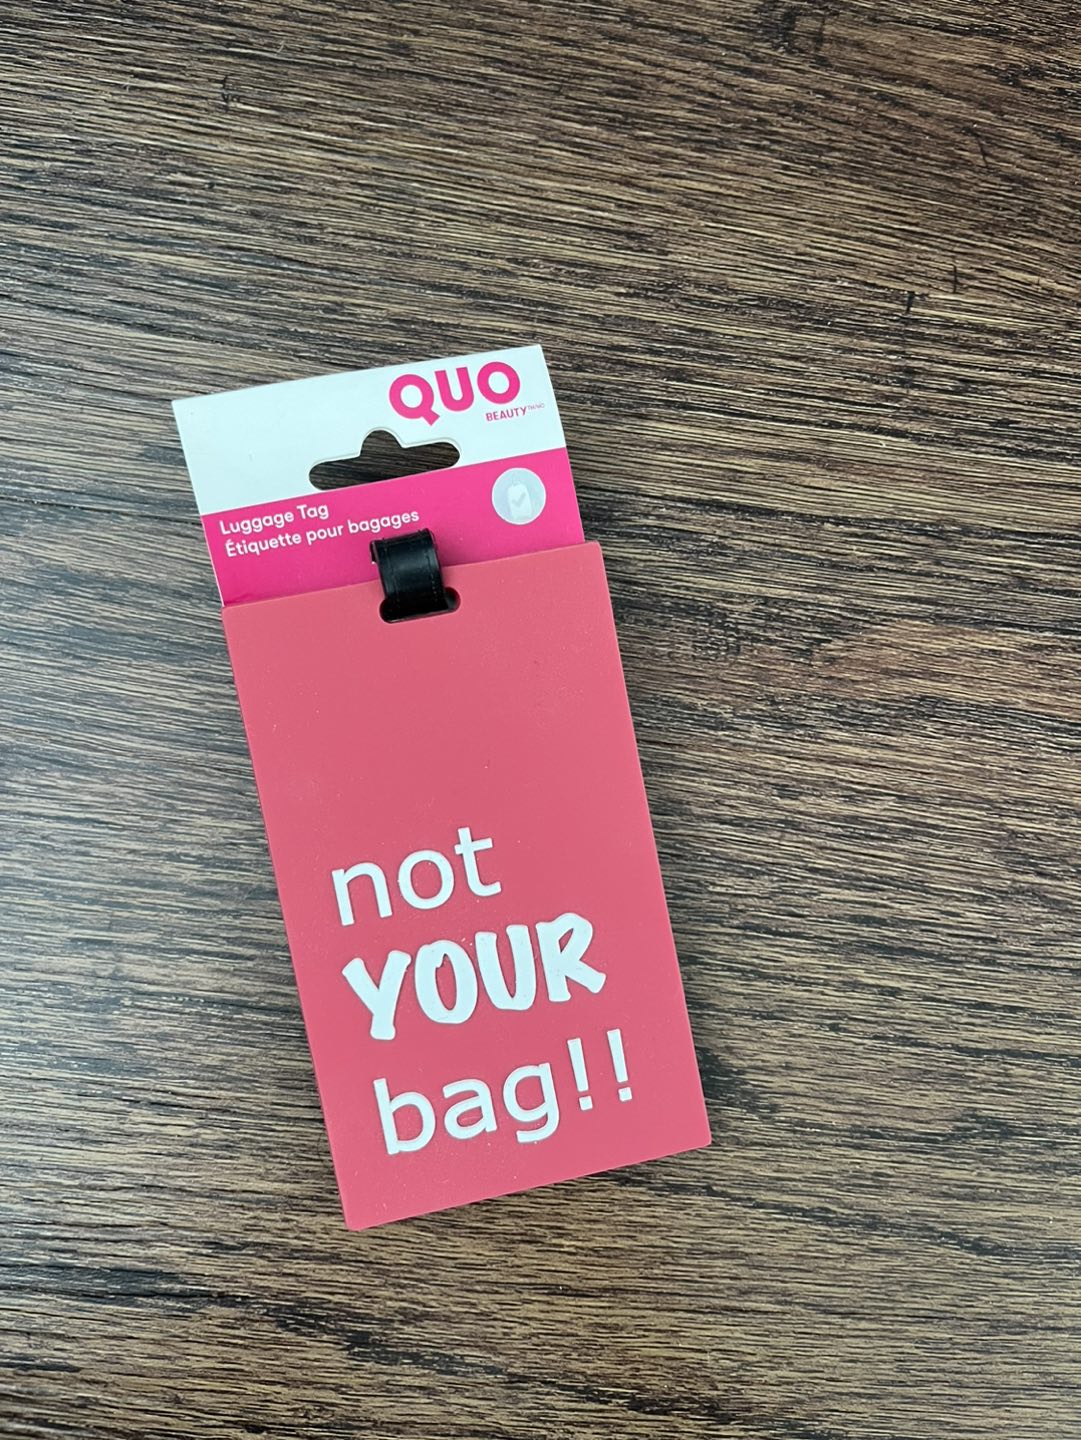 QUO
BEAUTY
Luggage Tag
Étiquette pour bagages
not
YOUR
bag!!